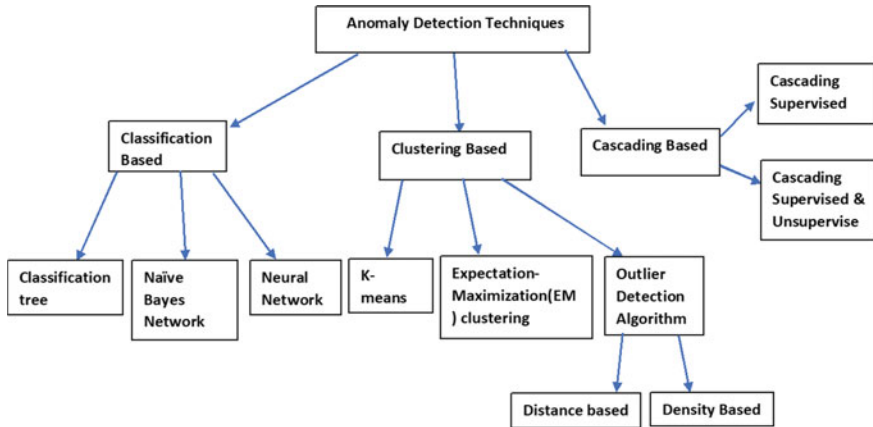 Anomaly Detection Techniques
Classification
Based
Clustering Based
Cascading Based
Cascading
Supervised
Cascading
Supervised &
Unsupervise
Classification
tree
Naïve
Bayes
Network
Neural
Network
K-
means
Expectation-
Maximization(EM
) clustering
Outlier
Detection
Algorithm
Distance based
Density Based